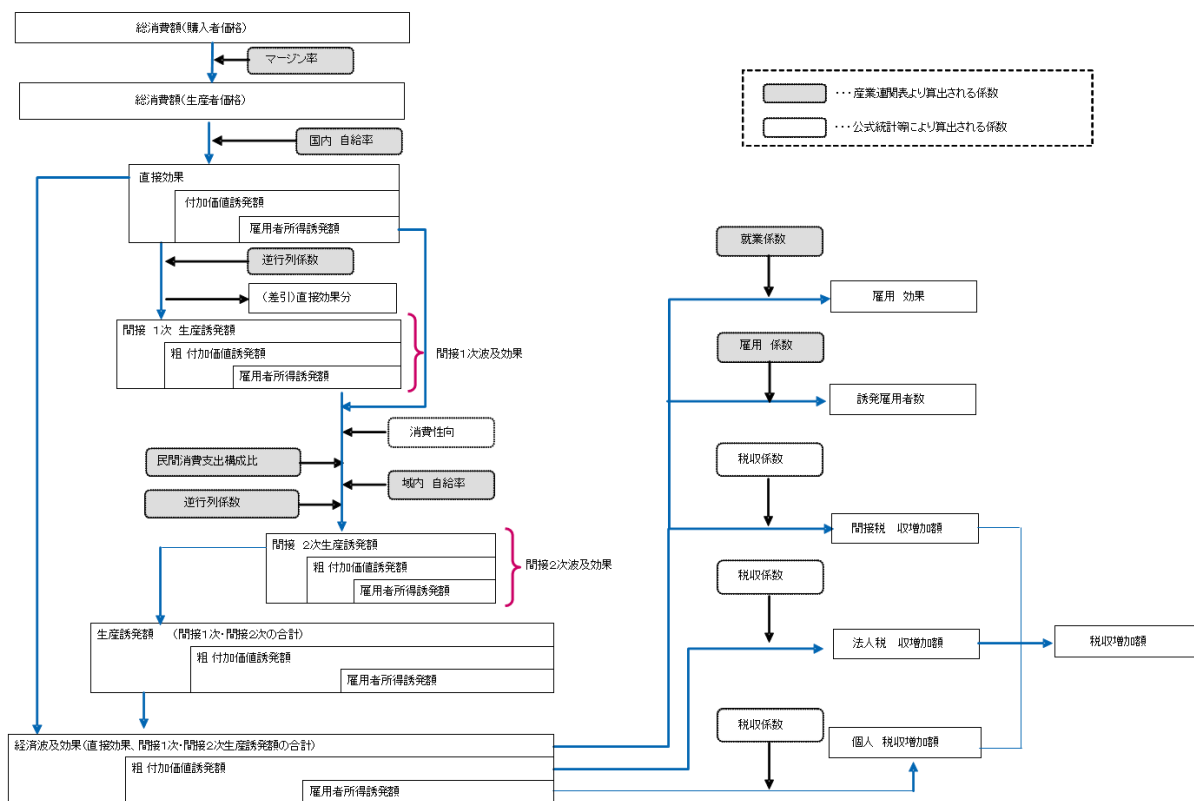 総消費額(購入者価格)
マージン率
総消費額(生産者価格)
国内 自給率
直接効果
付加価値誘発額
雇用者所得誘発額
逆行列係数
(差引)直接効果分
間接 1次 生産誘発額
粗 付加価値誘発額
雇用者所得誘発額
間接1次波及効果
消費性向
民間消費支出構成比
域内 自給率
逆行列係数
間接 2次生産誘発額
粗 付加価値誘発額
雇用者所得誘発額
間接2次波及効果
生産誘発額 (間接1次・間接2次の合計)
粗 付加価値誘発額
雇用者所得誘発額
経済波及効果(直接効果、間接1次・間接2次生産誘発額の合計)
粗 付加価値誘発額
雇用者所得誘発額
・・・産業連関表より算出される係数
・・・公式統計等により算出される係数
就業係数
雇用 効果
雇用 係数
誘発雇用者数
税収係数
間接税 収増加額
税収係数
法人税 収増加額
税収増加額
税収係数
個人 税収増加額